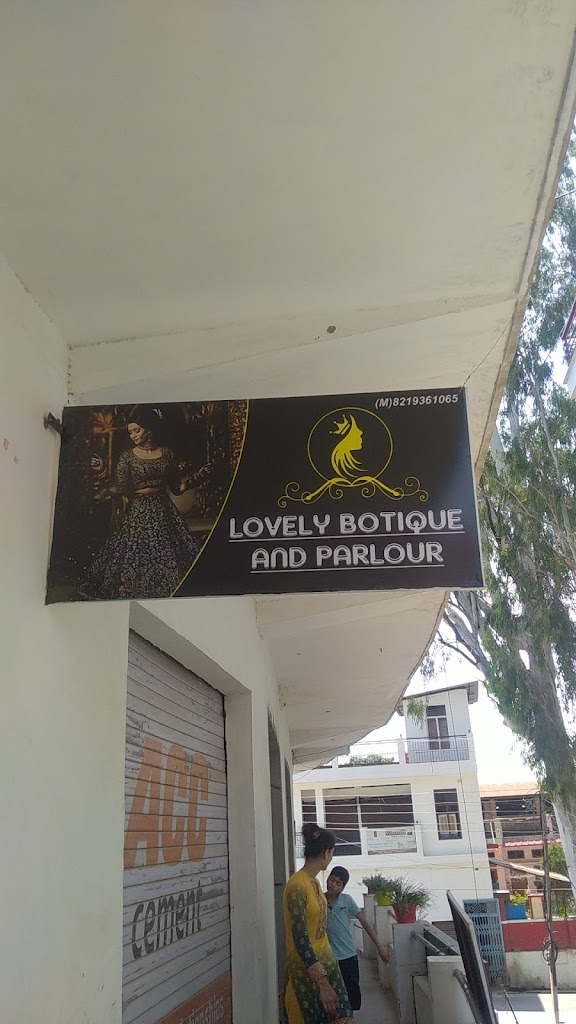 (M)8219361065
LOVELY BOTIQUE
AND PARLOUR
ACC
cement